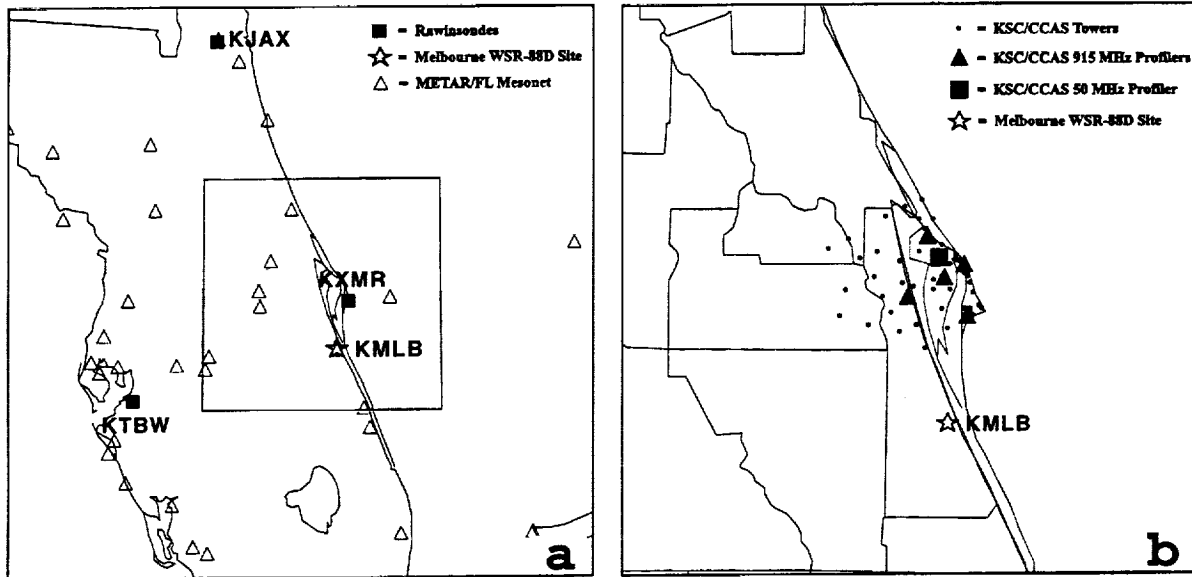 KJAX
= Rawinsondes
= Melbourne WSR-88D Site
= METAR/FL Mesonet
KXMR
KMLB
KTBW
a
= KSC/CCAS Towers
= KSC/CCAS 915 MHz Profilers
= KSC/CCAS 50 MHz Profiler
= Melbourne WSR-88D Site
KMLB
b